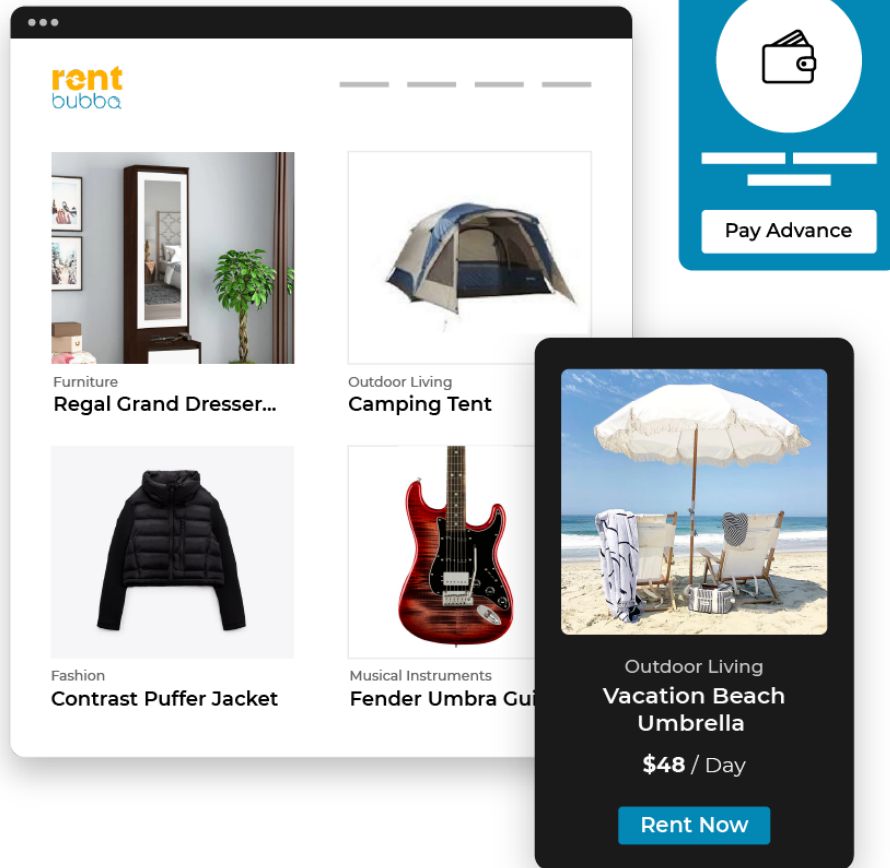 rent
bubba
Pay Advance
Furniture
Regal Grand Dresser...
Outdoor Living
Camping Tent
Fashion
Contrast Puffer Jacket
Musical Instruments
Fender Umbra Gui
Outdoor Living
Vacation Beach
Umbrella
$48 / Day
Rent Now